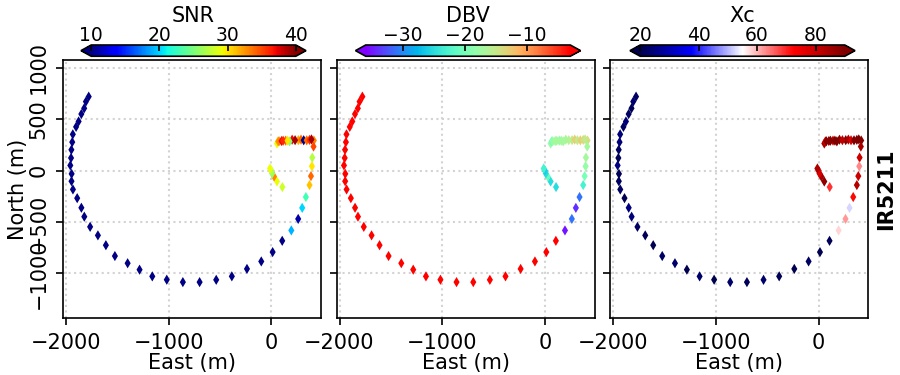 SNR DBV Xc
10 20 30 40 −30 −20 −10 20 40 60 80
1000
500
0
−500
−1000
North (m)
IR5211
−2000 −1000 0 −2000 −1000 0 −2000 −1000 0
East (m) East (m) East (m)